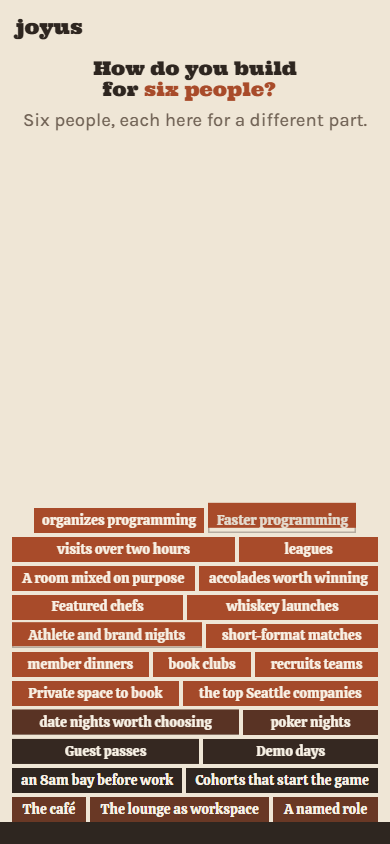 joyus
How do you build
for six people?
Six people, each here for a different part.
organizes programming Faster programming
visits over two hours leagues
A room mixed on purpose accolades worth winning
Featured chefs whiskey launches
Athlete and brand nights short-format matches
member dinners book clubs recruits teams
Private space to book the top Seattle companies
date nights worth choosing poker nights
Guest passes Demo days
an 8am bay before work Cohorts that start the game
The café The lounge as workspace A named role